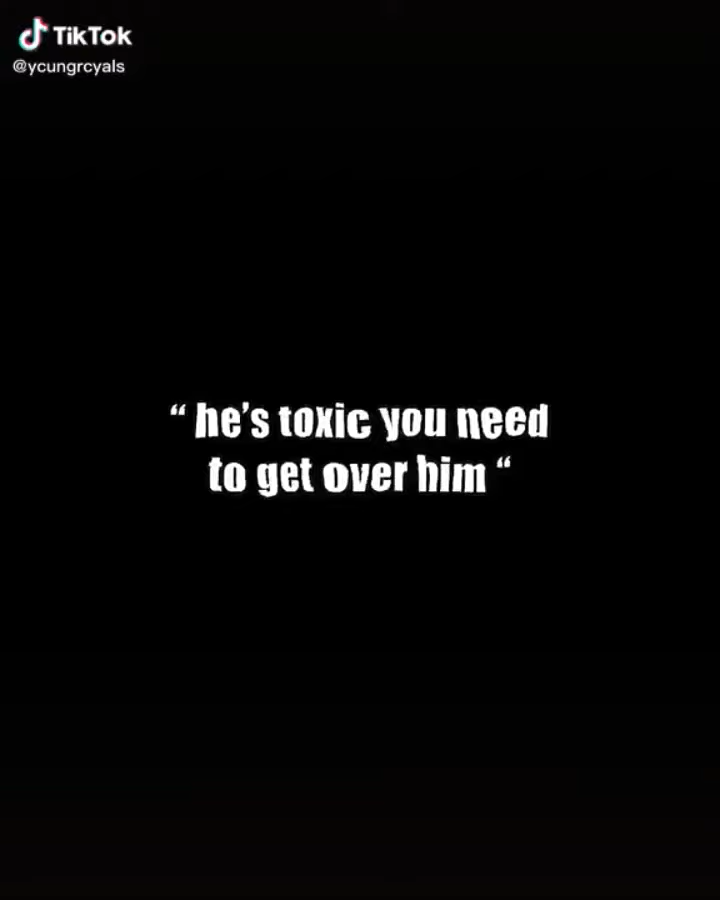 TikTok
@ycungrcyals
“ he’s toxic you need
to get over him “